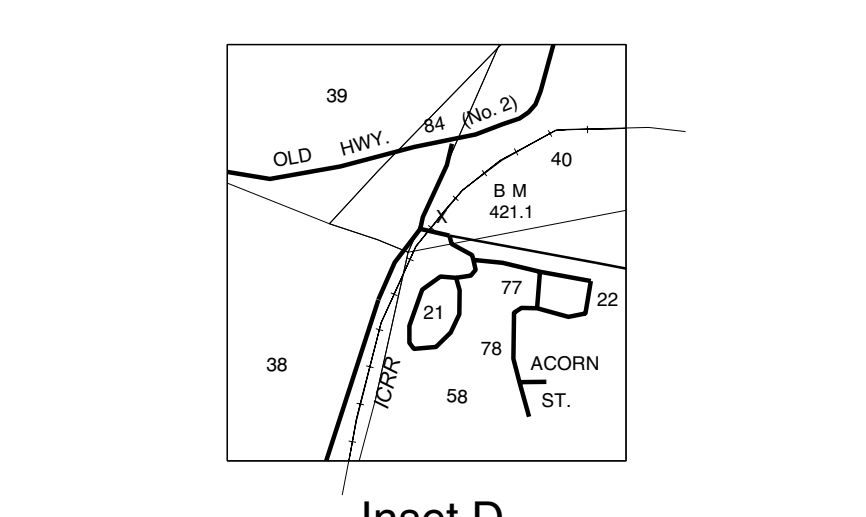 39
84 (No. 2)
OLD HWY.
40
B M
421.1
X
77
22
21
78
38
ACORN
ICRR
58
ST.
Inset D